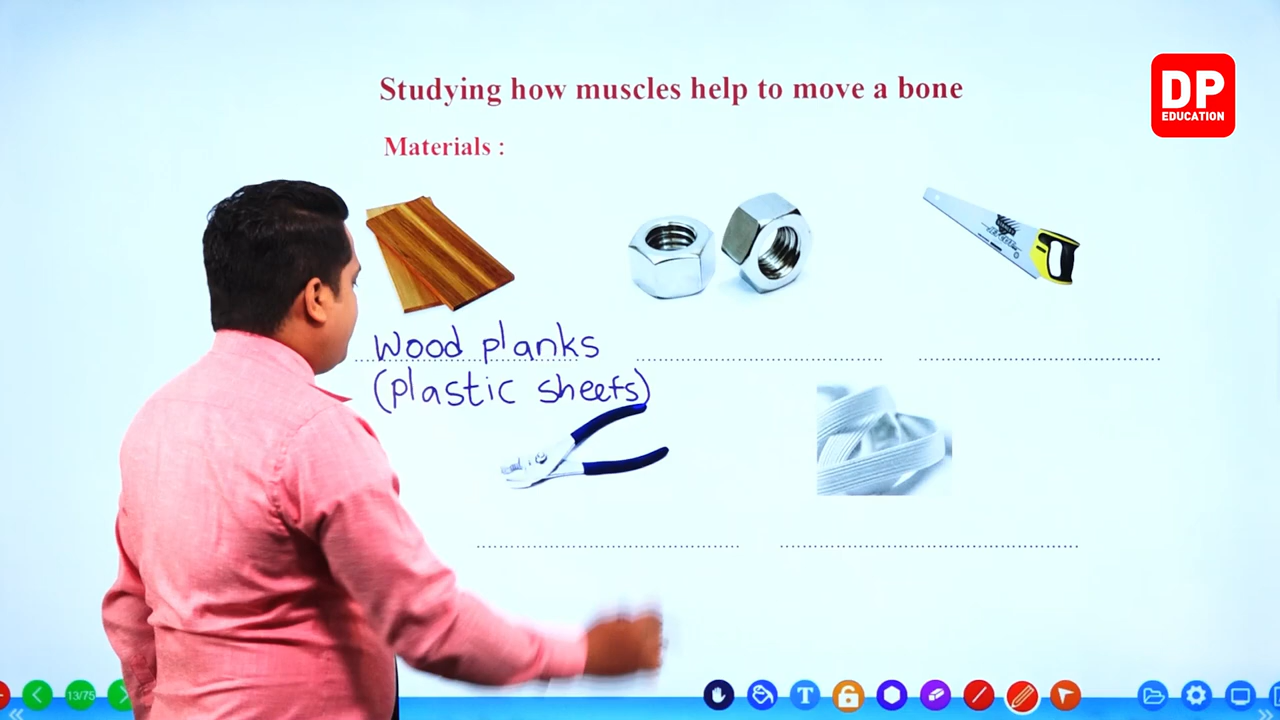 Studying how muscles help to move a bone
DP
EDUCATION
Materials :
Wood planks
(plastic sheets)
13/75
T